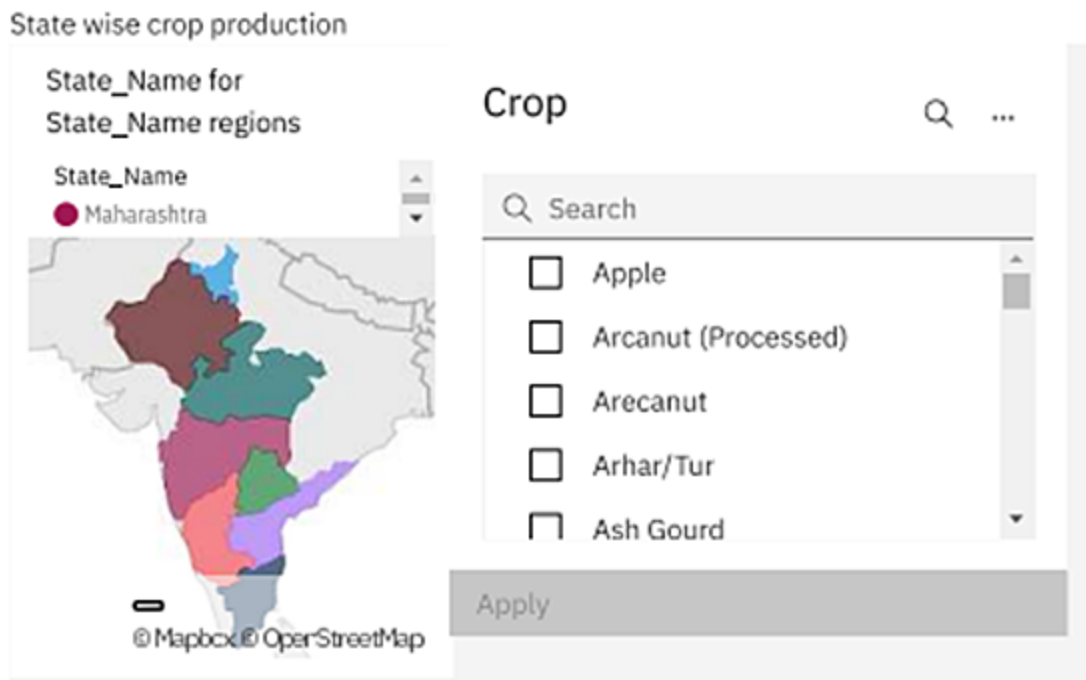 State wise crop production
State_Name for
State_Name regions
State_Name
Maharashtra
© Mapbox © OpenStreetMap
Crop
...
Search
Apple
Arcanut (Processed)
Arecanut
Arhar/Tur
Ash Gourd
Apply